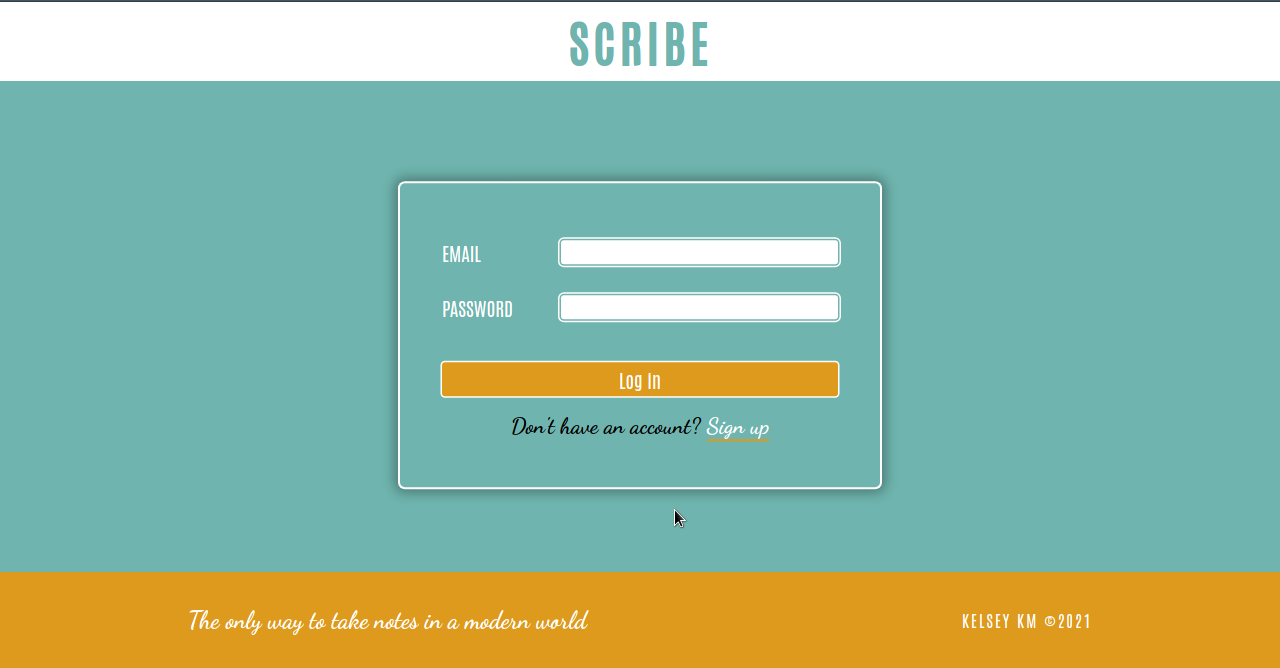 SCRIBE
EMAIL
PASSWORD
Log in
Don't have an account? Sign up
The only way to take notes in a modern world
KELSEY KM ©2021